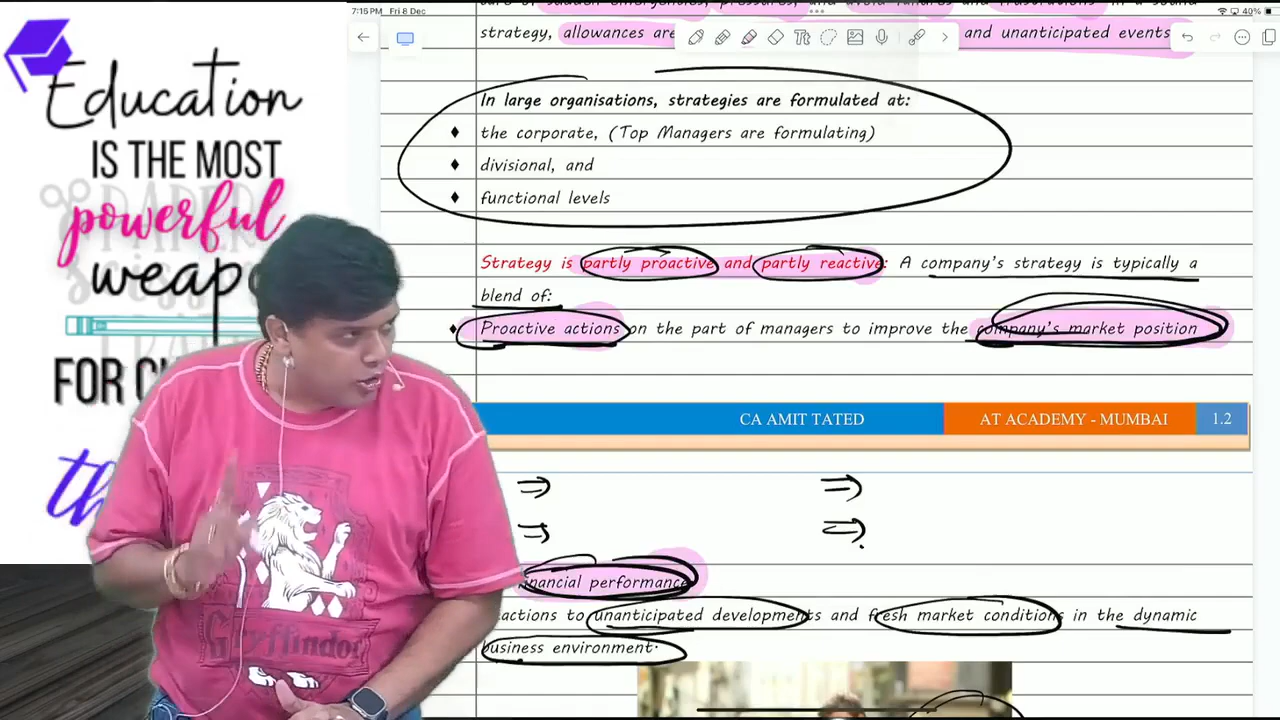 7:15 PM Fri 8 Dec
40%
strategy, allowances are and unanticipated events
Education
IS THE MOST
powerful
FOR
In large organisations, strategies are formulated at:
♦ the corporate, (Top Managers are formulating)
♦ divisional, and
♦ functional levels
Strategy is partly proactive and partly reactive: A company's strategy is typically a
blend of:
♦ Proactive actions on the part of managers to improve the company's market position
CA AMIT TATED AT ACADEMY - MUMBAI 1.2
⇒ ⇒
⇒ ⇒
financial performance
actions to unanticipated developments and fresh market conditions in the dynamic
business environment.
Gryffindor